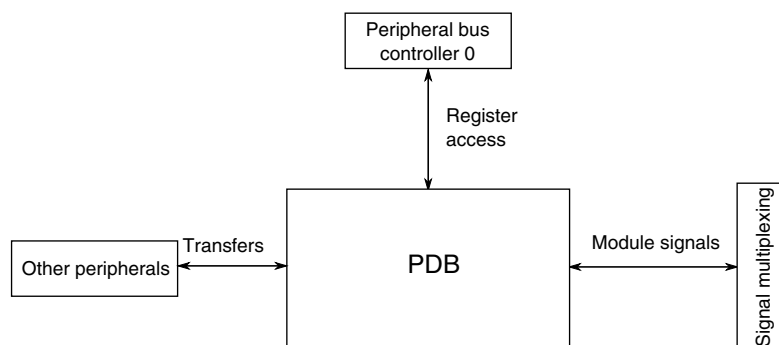 Peripheral bus
controller 0
Register
access
Transfers
Other peripherals
PDB
Module signals
Signal multiplexing